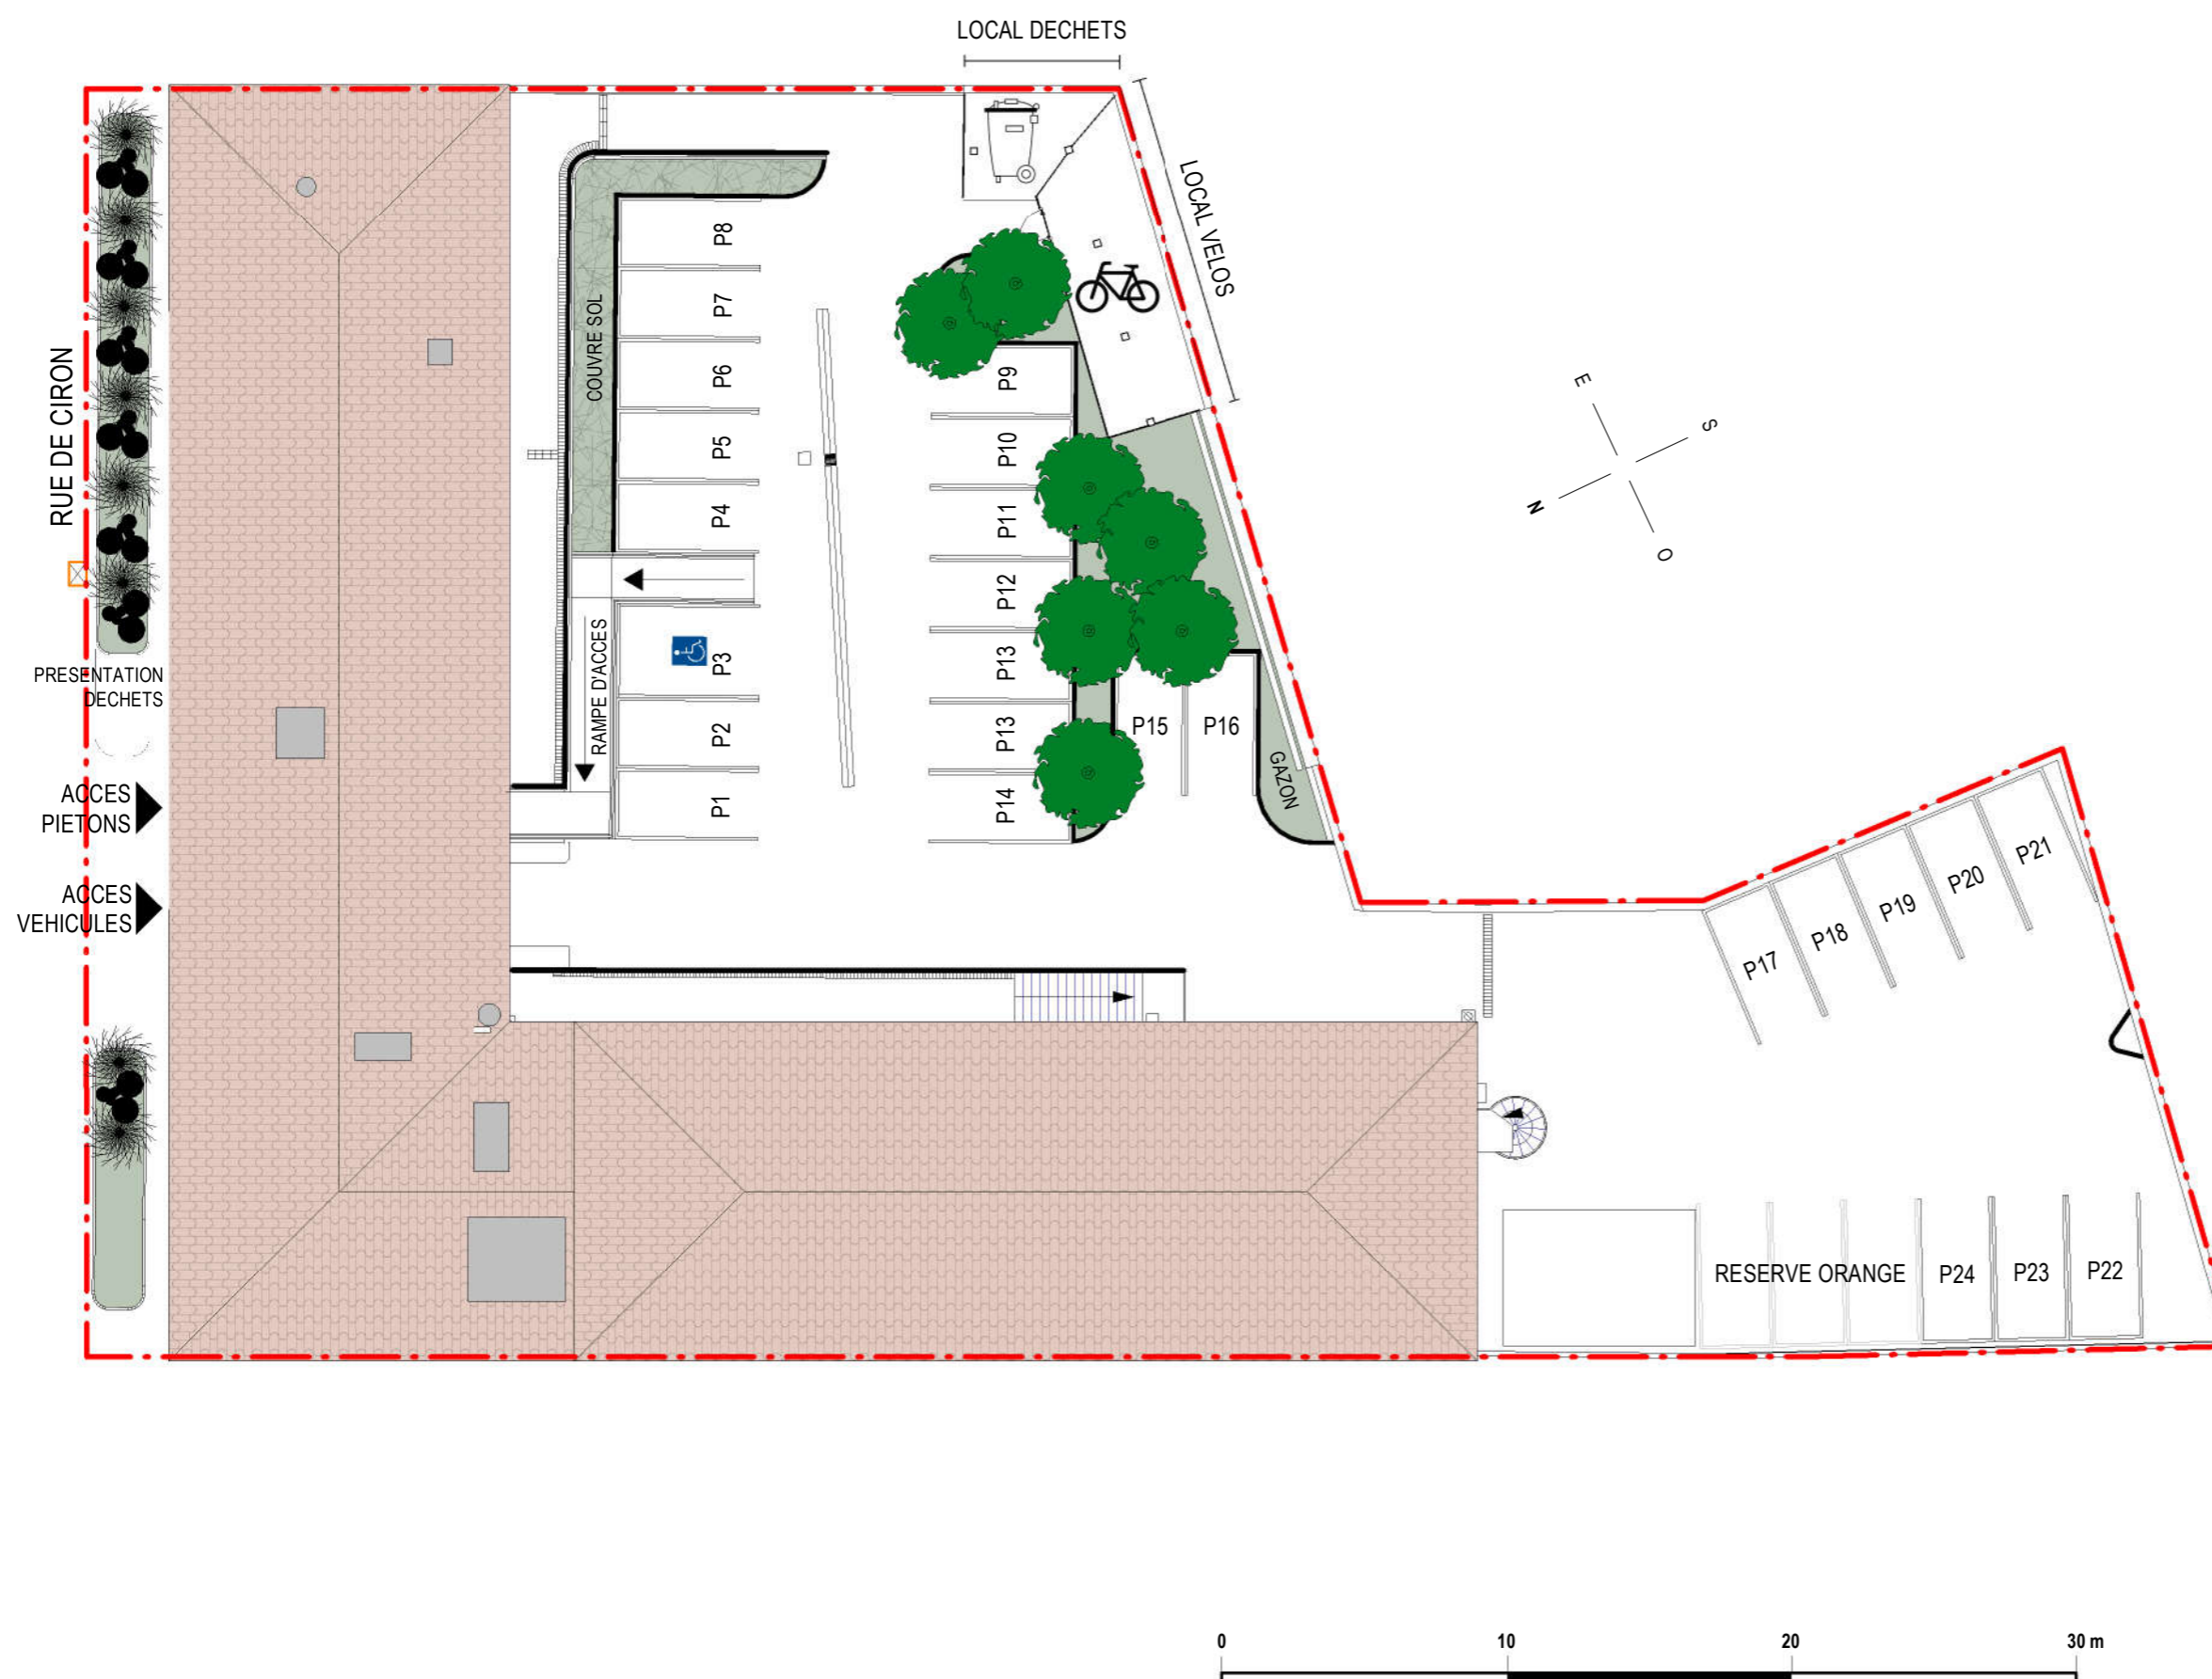 LOCAL DECHETS
LOCAL VELOS
RUE DE CIRON
COUVRE SOL
P8
P7
P6
P5
P4
P3
P2
P1
RAMPE D'ACCES
P9
P10
P11
P12
P13
P13
P14
P15
P16
GAZON
E
S
N
O
PRESENTATION
DECHETS
ACCES
PIETONS
ACCES
VEHICULES
P17
P18
P19
P20
P21
RESERVE ORANGE
P24
P23
P22
0
10
20
30 m